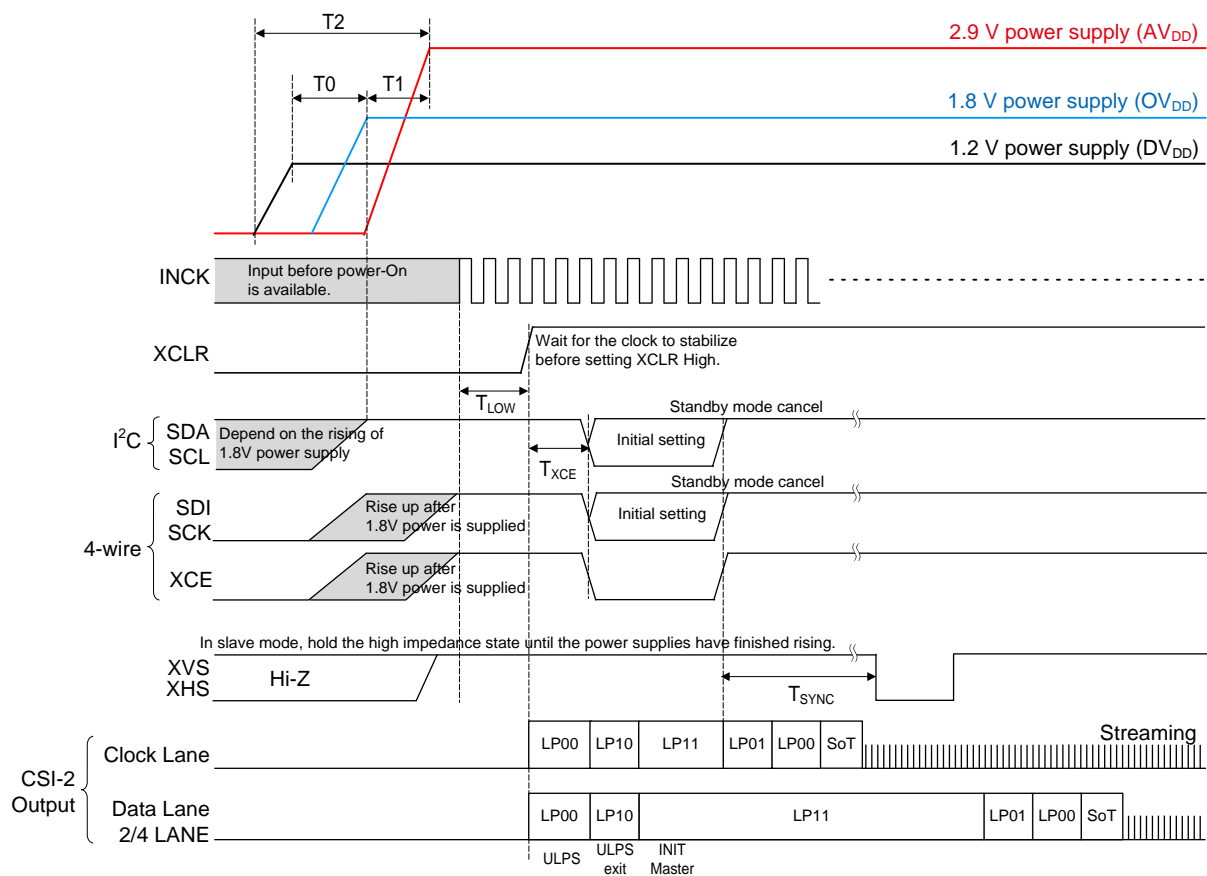 T2
2.9 V power supply (AVDD)
T0
T1
1.8 V power supply (OVDD)
1.2 V power supply (DVDD)
INCK
Input before power-On
is available.
XCLR
Wait for the clock to stabilize
before setting XCLR High.
TLOW
I2C
SDA
SCL
Depend on the rising of
1.8V power supply
TXCE
Standby mode cancel
Initial setting
4-wire
SDI
SCK
Rise up after
1.8V power is supplied
Standby mode cancel
Initial setting
XCE
Rise up after
1.8V power is supplied
In slave mode, hold the high impedance state until the power supplies have finished rising.
XVS
XHS
Hi-Z
TSYNC
CSI-2
Output
Clock Lane
LP00 LP10 LP11 LP01 LP00 SoT
Streaming
Data Lane
2/4 LANE
LP00 LP10 LP11 LP01 LP00 SoT
ULPS
ULPS
exit
INIT
Master